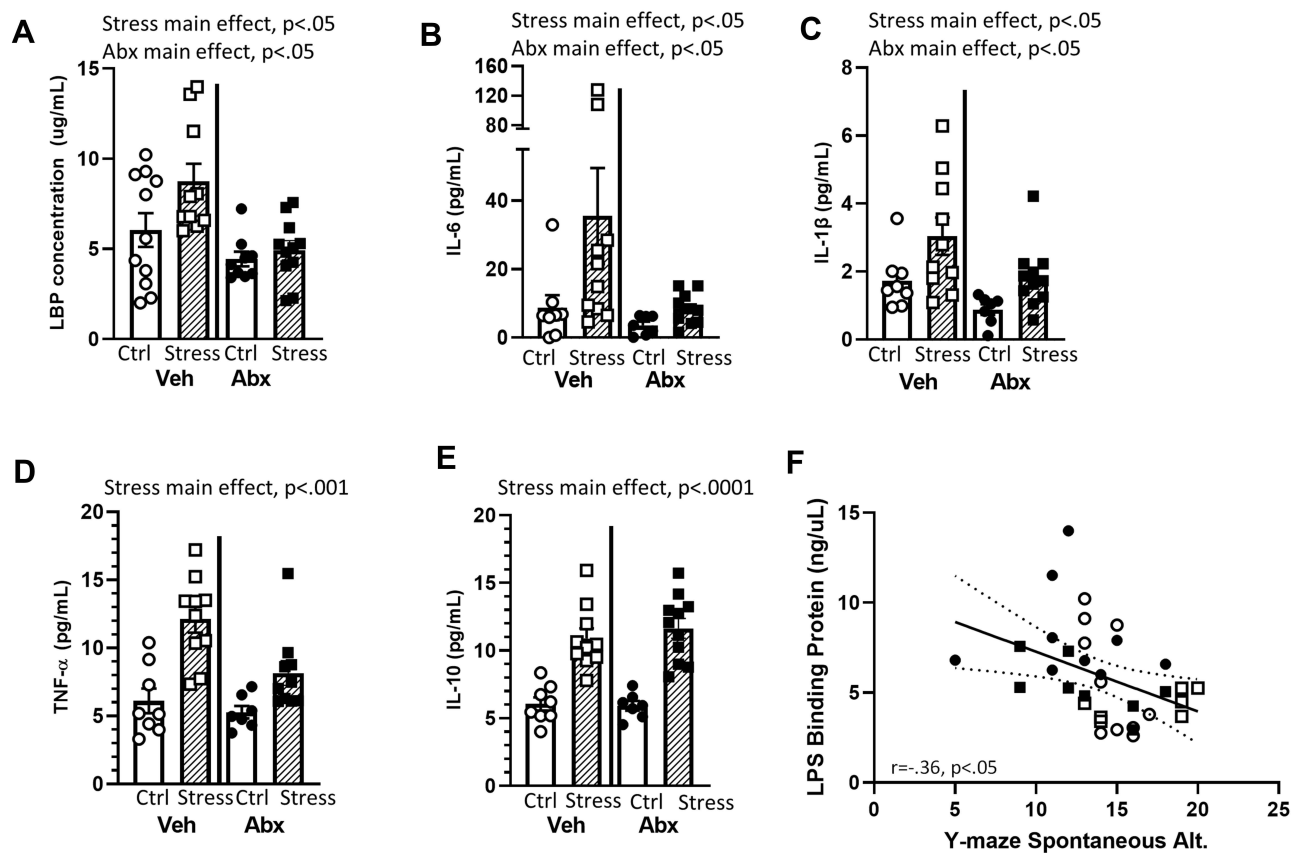 A
Stress main effect, p<.05
Abx main effect, p<.05
LBP concentration (ug/mL)
15
10
5
0
Ctrl Stress Ctrl Stress
Veh Abx
B
Stress main effect, p<.05
Abx main effect, p<.05
IL-6 (pg/mL)
160
120
80
40
20
0
Ctrl Stress Ctrl Stress
Veh Abx
C
Stress main effect, p<.05
Abx main effect, p<.05
IL-1β (pg/mL)
8
6
4
2
0
Ctrl Stress Ctrl Stress
Veh Abx
D
Stress main effect, p<.001
TNF-α (pg/mL)
20
15
10
5
0
Ctrl Stress Ctrl Stress
Veh Abx
E
Stress main effect, p<.0001
IL-10 (pg/mL)
20
15
10
5
0
Ctrl Stress Ctrl Stress
Veh Abx
F
LPS Binding Protein (ng/uL)
15
10
5
0
r=-.36, p<.05
0 5 10 15 20 25
Y-maze Spontaneous Alt.